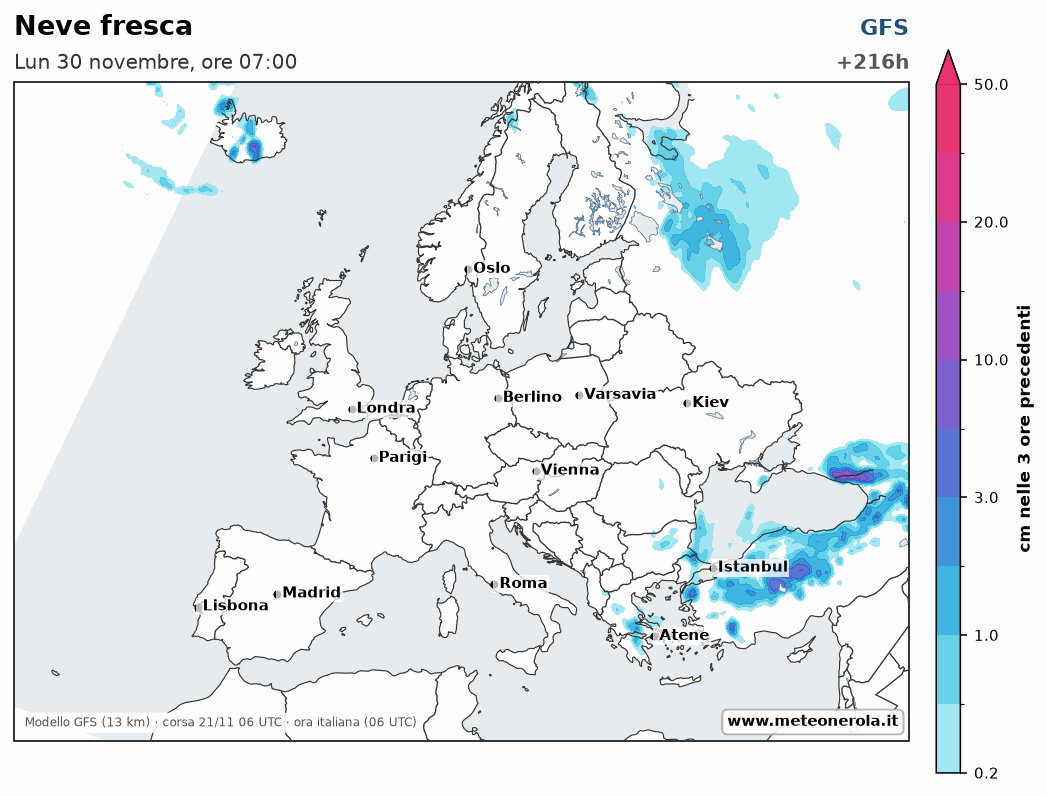 Neve fresca
GFS
Lun 30 novembre, ore 07:00
+216h
50.0
20.0
10.0
3.0
1.0
0.2
cm nelle 3 ore precedenti
Oslo
Berlino
Varsavia
Kiev
Londra
Parigi
Vienna
Istanbul
Roma
Madrid
Lisbona
Atene
Modello GFS (13 km) · corsa 21/11 06 UTC · ora italiana (06 UTC)
www.meteonerola.it